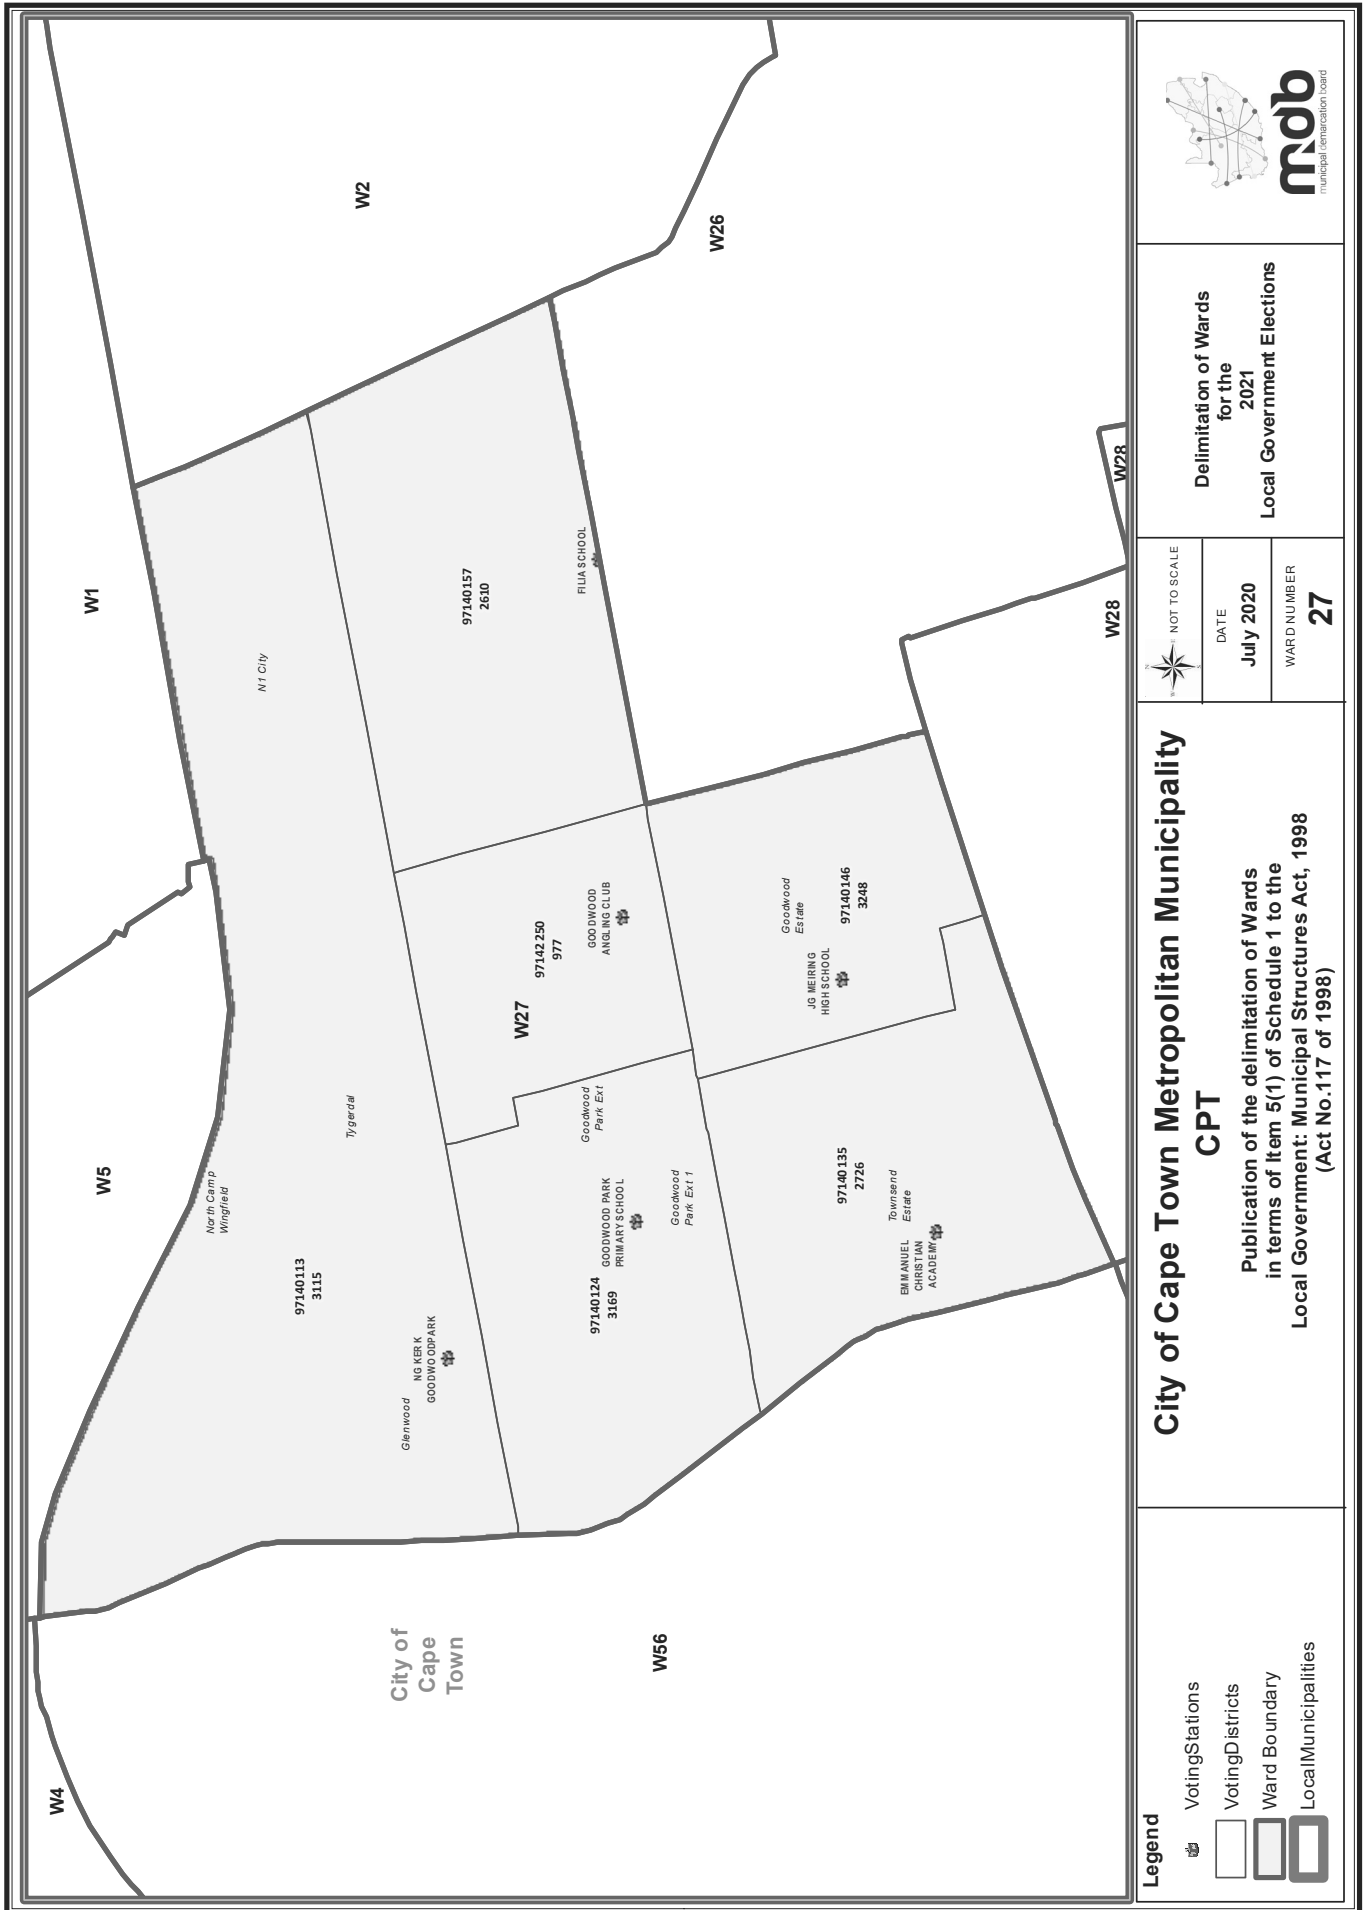 W1
W2
W5
W4
W26
W28
W28
W56
W27
City of
Cape
Town
N1 City
Tygerdal
North Camp
Wingfield
Glenwood
97140113
3115
NG KERK
GOODWOODPARK
97140157
2610
FILIA SCHOOL
97142250
977
GOODWOOD
ANGLING CLUB
Goodwood
Park Ext
GOODWOOD PARK
PRIMARY SCHOOL
97140124
3169
Goodwood
Park Ext 1
Goodwood
Estate
97140146
3248
JG MEIRING
HIGH SCHOOL
97140135
2726
Townsend
Estate
EMMANUEL
CHRISTIAN
ACADEMY
Legend
VotingStations
VotingDistricts
Ward Boundary
LocalMunicipalities
City of Cape Town Metropolitan Municipality
CPT
Publication of the delimitation of Wards
in terms of Item 5(1) of Schedule 1 to the
Local Government: Municipal Structures Act, 1998
(Act No.117 of 1998)
N
E
S
W
NOT TO SCALE
DATE
July 2020
WARD NUMBER
27
Delimitation of Wards
for the
2021
Local Government Elections
mdb
municipal demarcation board